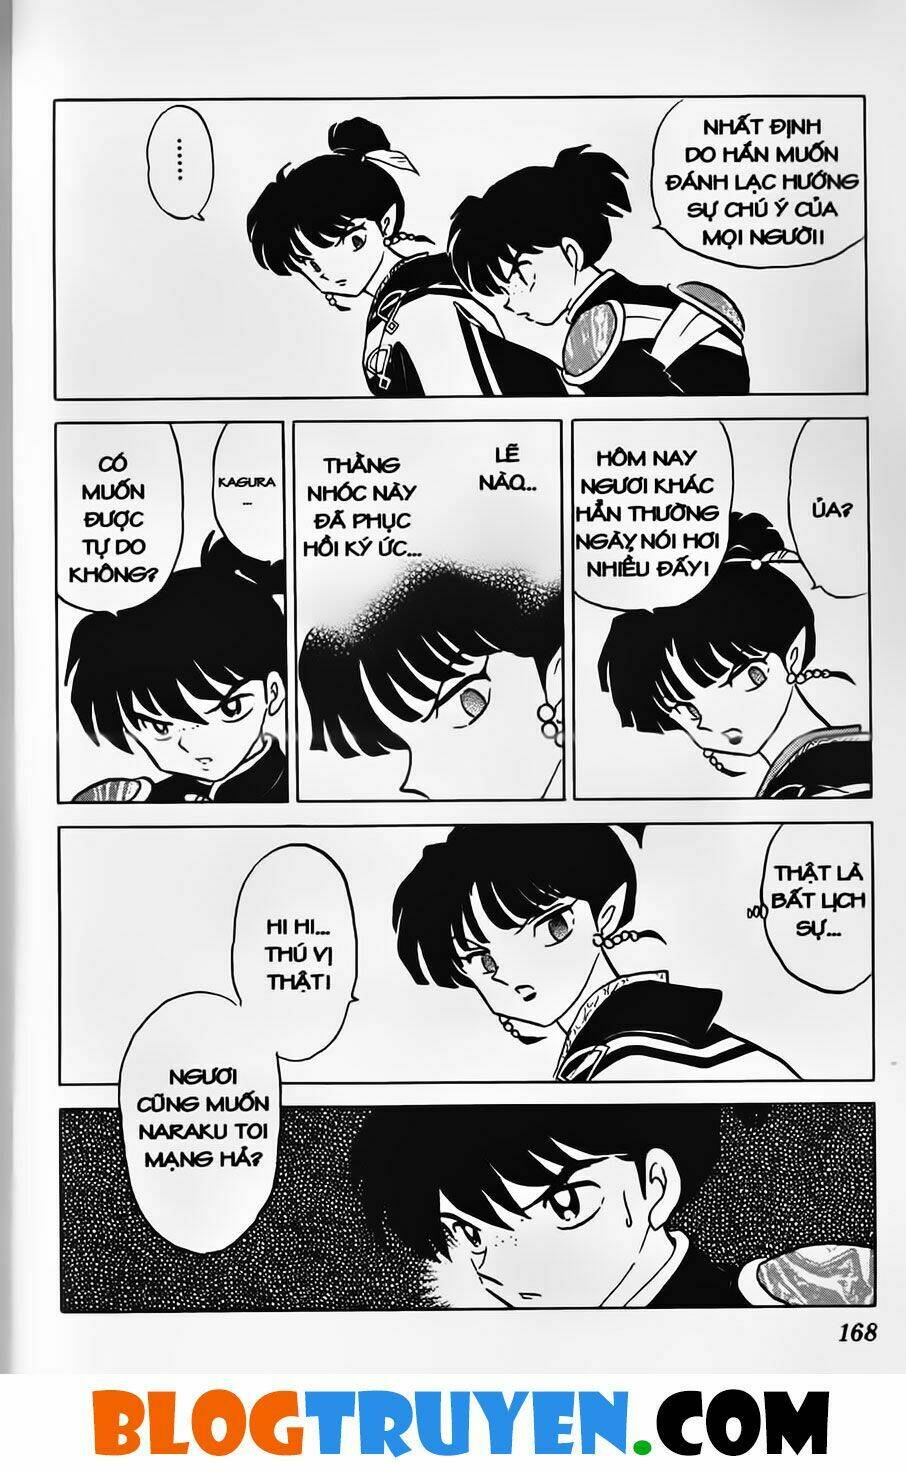 NHẤT ĐỊNH
DO HẮN MUỐN
ĐÁNH LẠC HƯỚNG
SỰ CHÚ Ý CỦA
MỌI NGƯỜI!
........
ỦA?
HÔM NAY
NGƯƠI KHÁC
HẲN THƯỜNG
NGÀY, NÓI HƠI
NHIỀU ĐẤY!
LẼ
NÀO...
THẰNG
NHÓC NÀY
ĐÃ PHỤC
HỒI KÝ ỨC...
KAGURA
...
CÓ
MUỐN
ĐƯỢC
TỰ DO
KHÔNG?
THẬT LÀ
BẤT LỊCH
SỰ...
HI HI...
THÚ VỊ
THẬT!
NGƯƠI
CŨNG MUỐN
NARAKU TOI
MẠNG HẢ?
168
BLOGTRUYEN.COM